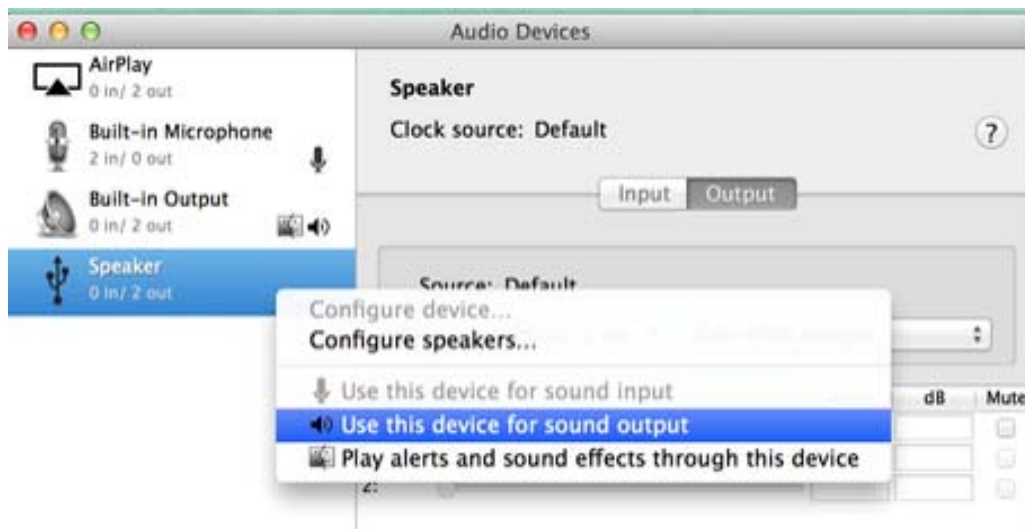 Audio Devices
AirPlay
0 in/ 2 out
Built-in Microphone
2 in/ 0 out
Built-in Output
0 in/ 2 out
Speaker
0 in/ 2 out
Speaker
Clock source: Default
?
Input
Output
Source: Default
Configure device...
Configure speakers...
Use this device for sound input
Use this device for sound output
Play alerts and sound effects through this device
dB
Mute
2: